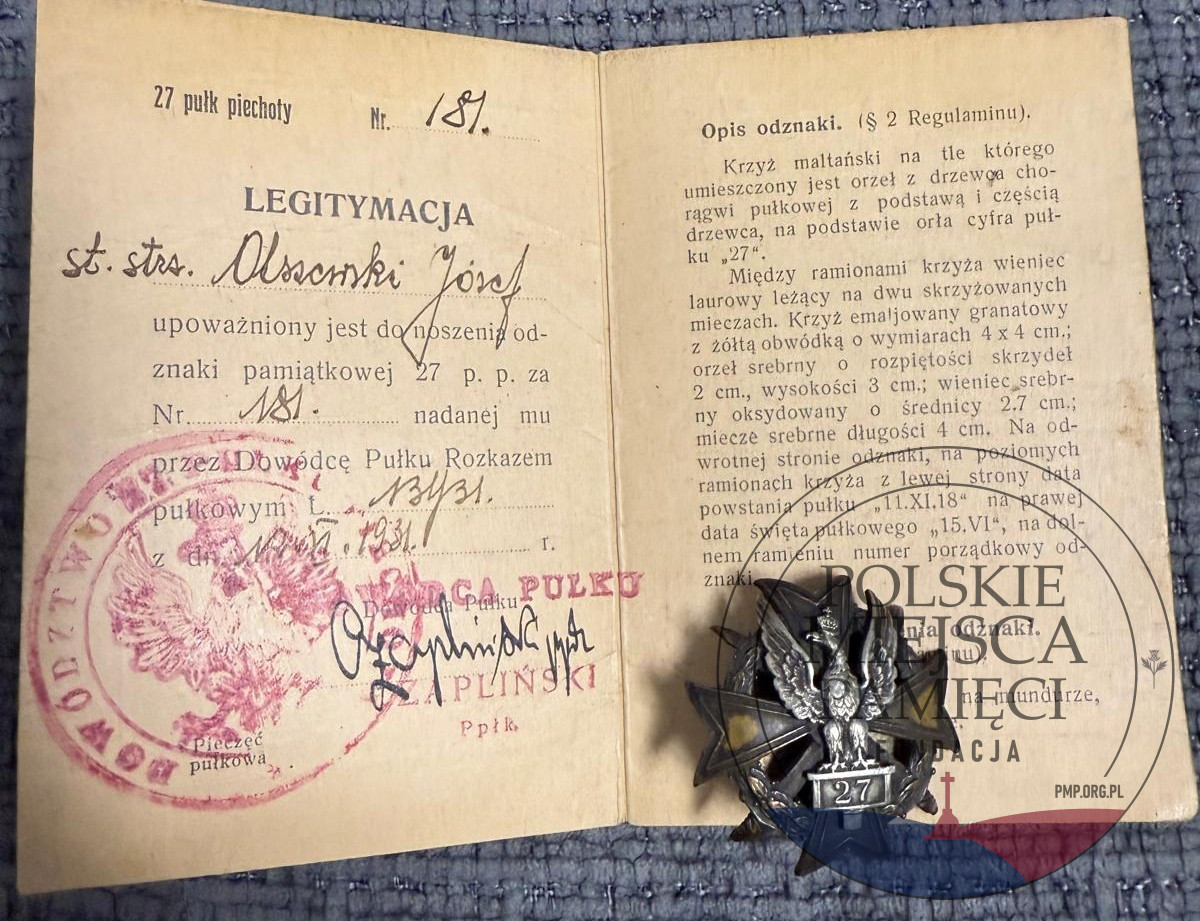 27 pułk piechoty Nr. 181.
LEGITYMACJA
st. strz. Olszewski Józef
upoważniony jest do noszenia od-
znaki pamiątkowej 27 p. p. za
Nr. 181. nadanej mu
przez Dowódcę Pułku Rozkazem
pułkowym L. 134/31.
z dn. 1931. r.
DOWÓDZTWO
Dowódca Pułku
PUŁKU
CZAPLIŃSKI
Ppłk.
Pieczęć
pułkowa
Opis odznaki. (§ 2 Regulaminu).
Krzyż maltański na tle którego
umieszczony jest orzeł z drzewca cho-
rągwi pułkowej z podstawą i częścią
drzewca, na podstawie orła cyfra puł-
ku „27".
Między ramionami krzyża wieniec
laurowy leżący na dwu skrzyżowanych
mieczach. Krzyż emaljowany granatowy
z żółtą obwódką o wymiarach 4 x 4 cm.;
orzeł srebrny o rozpiętości skrzydeł
2 cm., wysokości 3 cm.; wieniec srebr-
ny oksydowany o średnicy 2.7 cm.;
miecze srebrne długości 4 cm. Na od-
wrotnej stronie odznaki, na poziomych
ramionach krzyża z lewej strony data
powstania pułku „11.XI.18" na prawej
data święta pułkowego „15.VI", na dol-
nem ramieniu numer porządkowy od-
znaki.
odznaki.
na mundurze,
27
POLSKIE
MIEJSCA
PAMIĘCI
FUNDACJA
PMP.ORG.PL